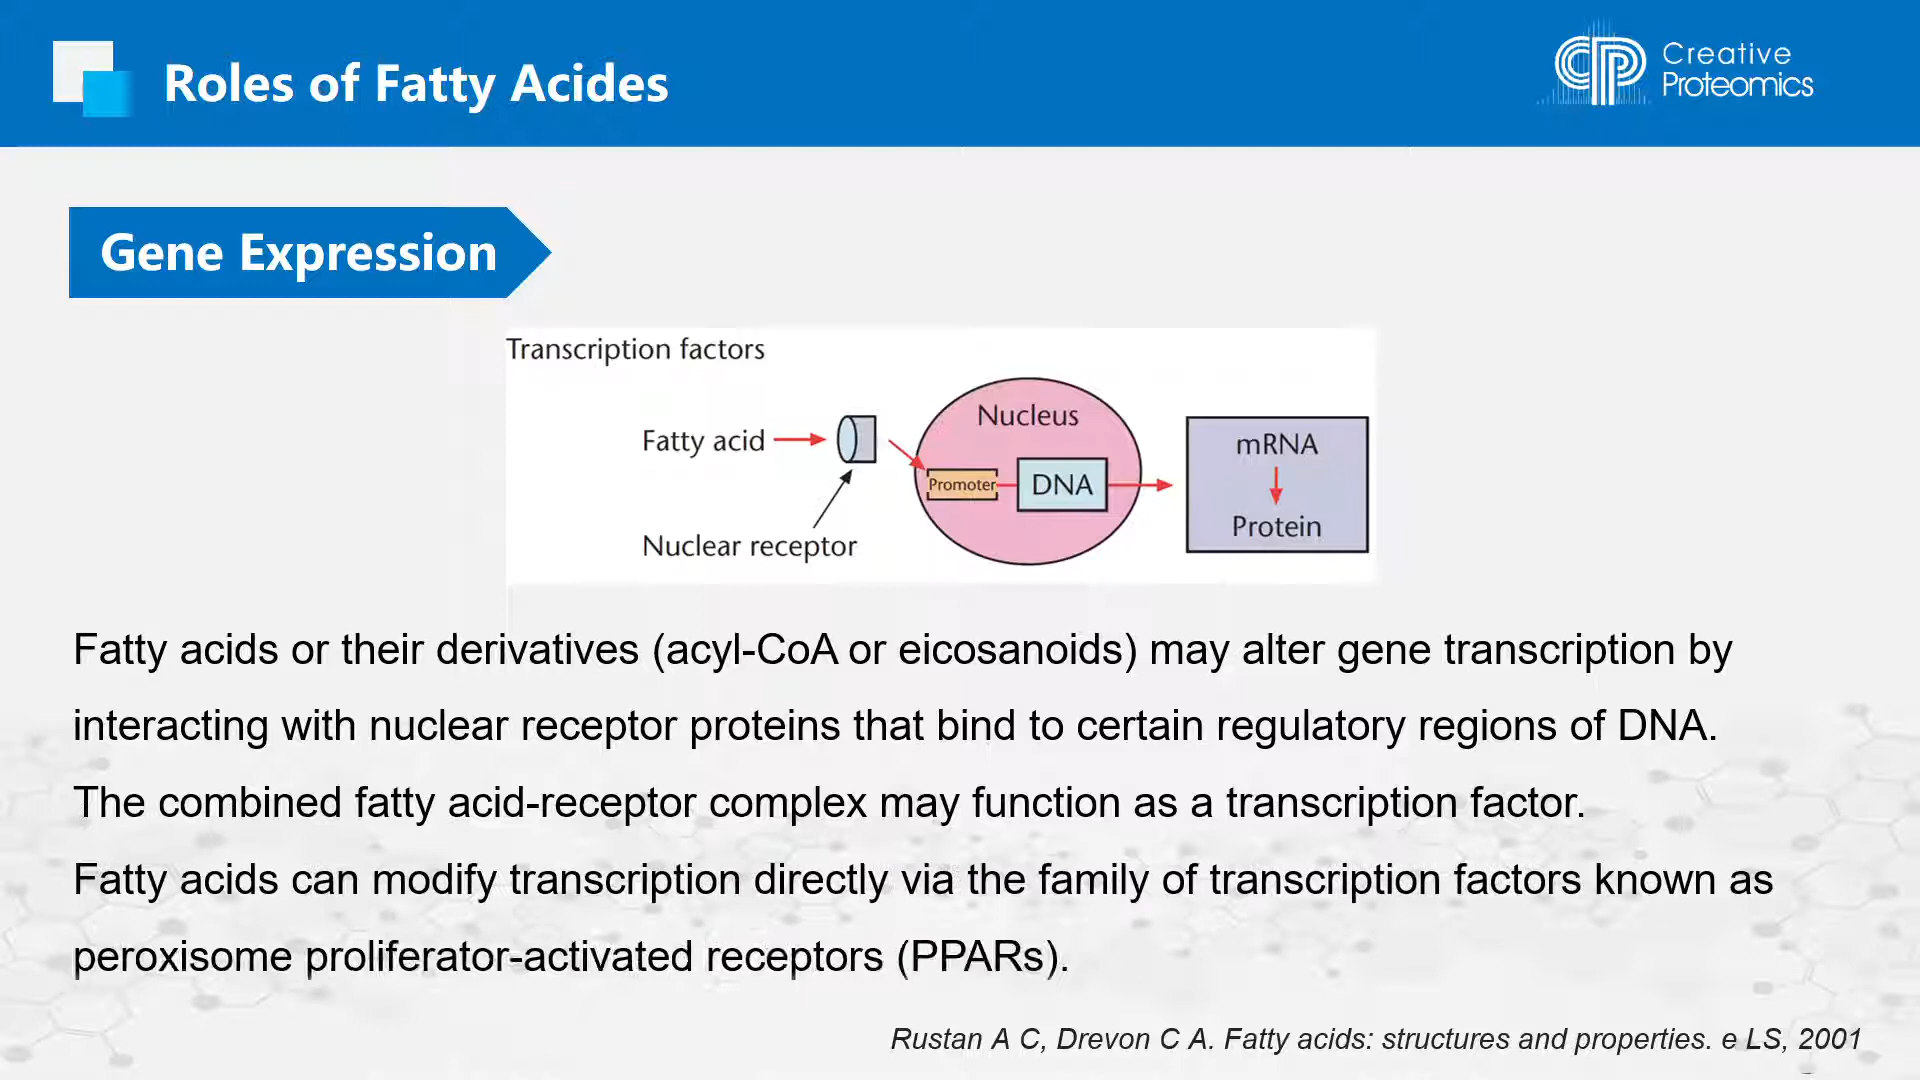 Roles of Fatty Acides
Creative
Proteomics
Gene Expression
Transcription factors
Nucleus
Fatty acid
mRNA
Promoter
DNA
Protein
Nuclear receptor
Fatty acids or their derivatives (acyl-CoA or eicosanoids) may alter gene transcription by
interacting with nuclear receptor proteins that bind to certain regulatory regions of DNA.
The combined fatty acid-receptor complex may function as a transcription factor.
Fatty acids can modify transcription directly via the family of transcription factors known as
peroxisome proliferator-activated receptors (PPARs).
Rustan A C, Drevon C A. Fatty acids: structures and properties. e LS, 2001